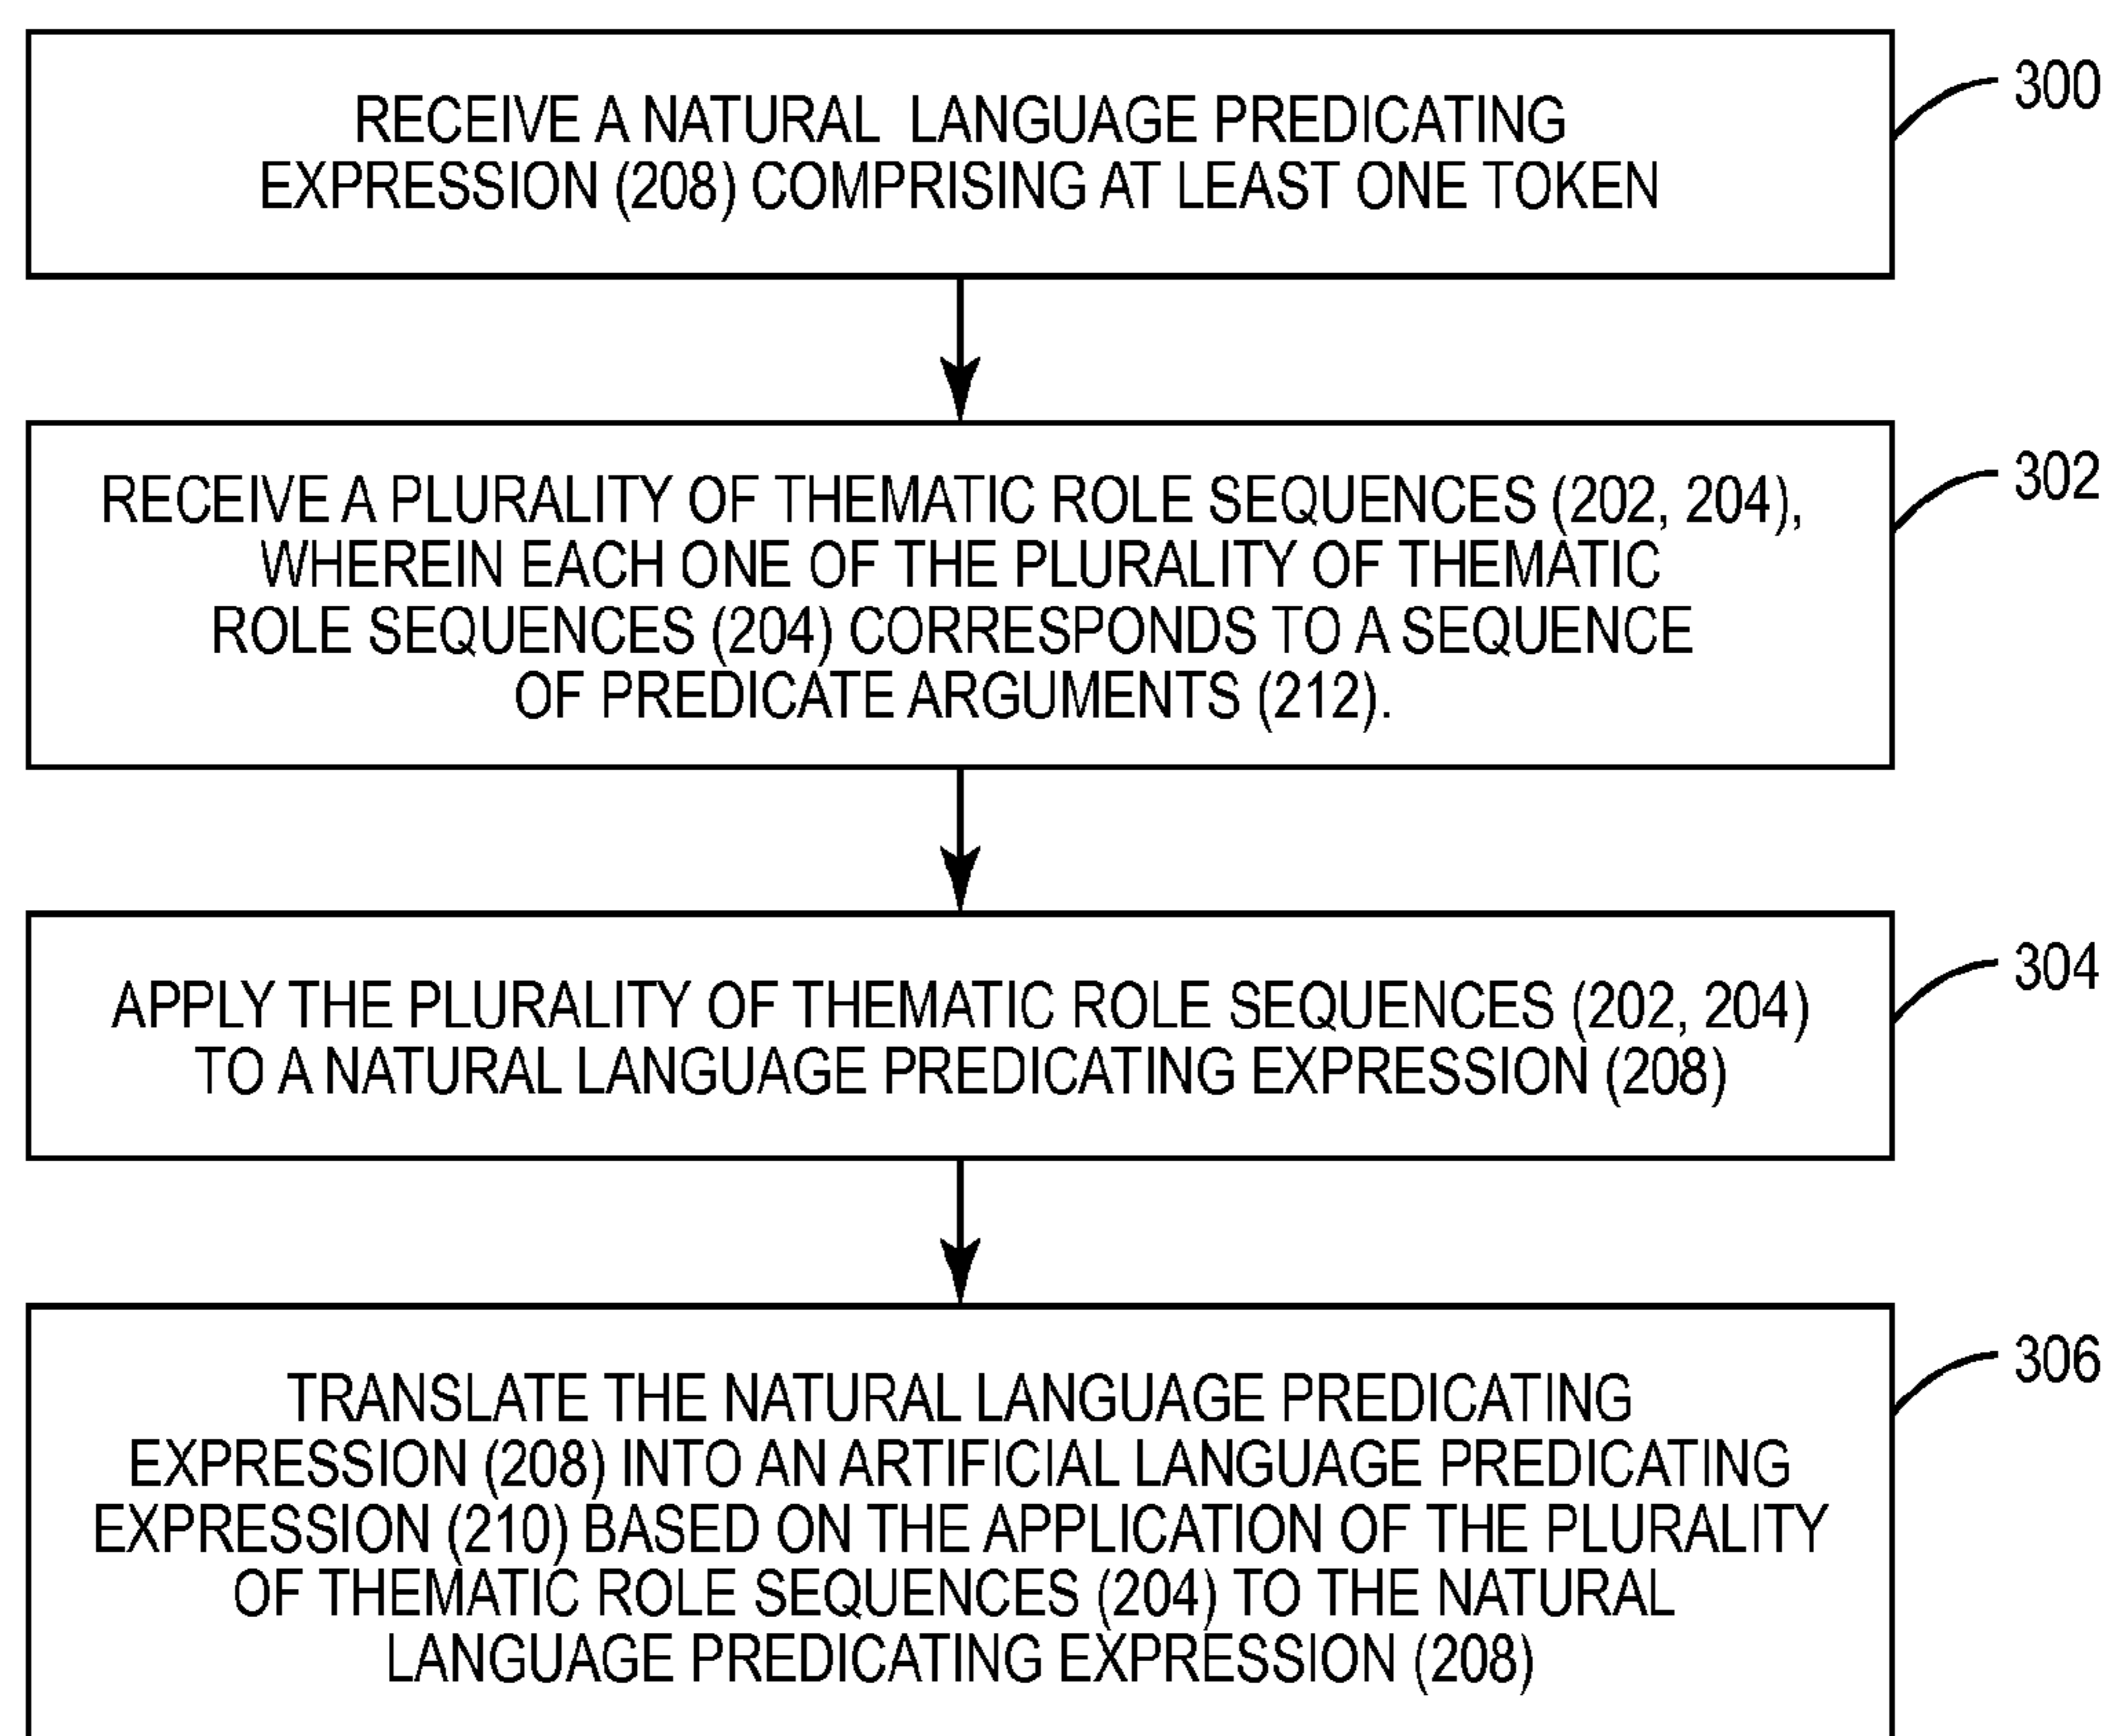 RECEIVE A NATURAL LANGUAGE PREDICATING
EXPRESSION (208) COMPRISING AT LEAST ONE TOKEN
300
RECEIVE A PLURALITY OF THEMATIC ROLE SEQUENCES (202, 204),
WHEREIN EACH ONE OF THE PLURALITY OF THEMATIC
ROLE SEQUENCES (204) CORRESPONDS TO A SEQUENCE
OF PREDICATE ARGUMENTS (212).
302
APPLY THE PLURALITY OF THEMATIC ROLE SEQUENCES (202, 204)
TO A NATURAL LANGUAGE PREDICATING EXPRESSION (208)
304
TRANSLATE THE NATURAL LANGUAGE PREDICATING
EXPRESSION (208) INTO AN ARTIFICIAL LANGUAGE PREDICATING
EXPRESSION (210) BASED ON THE APPLICATION OF THE PLURALITY
OF THEMATIC ROLE SEQUENCES (204) TO THE NATURAL
LANGUAGE PREDICATING EXPRESSION (208)
306